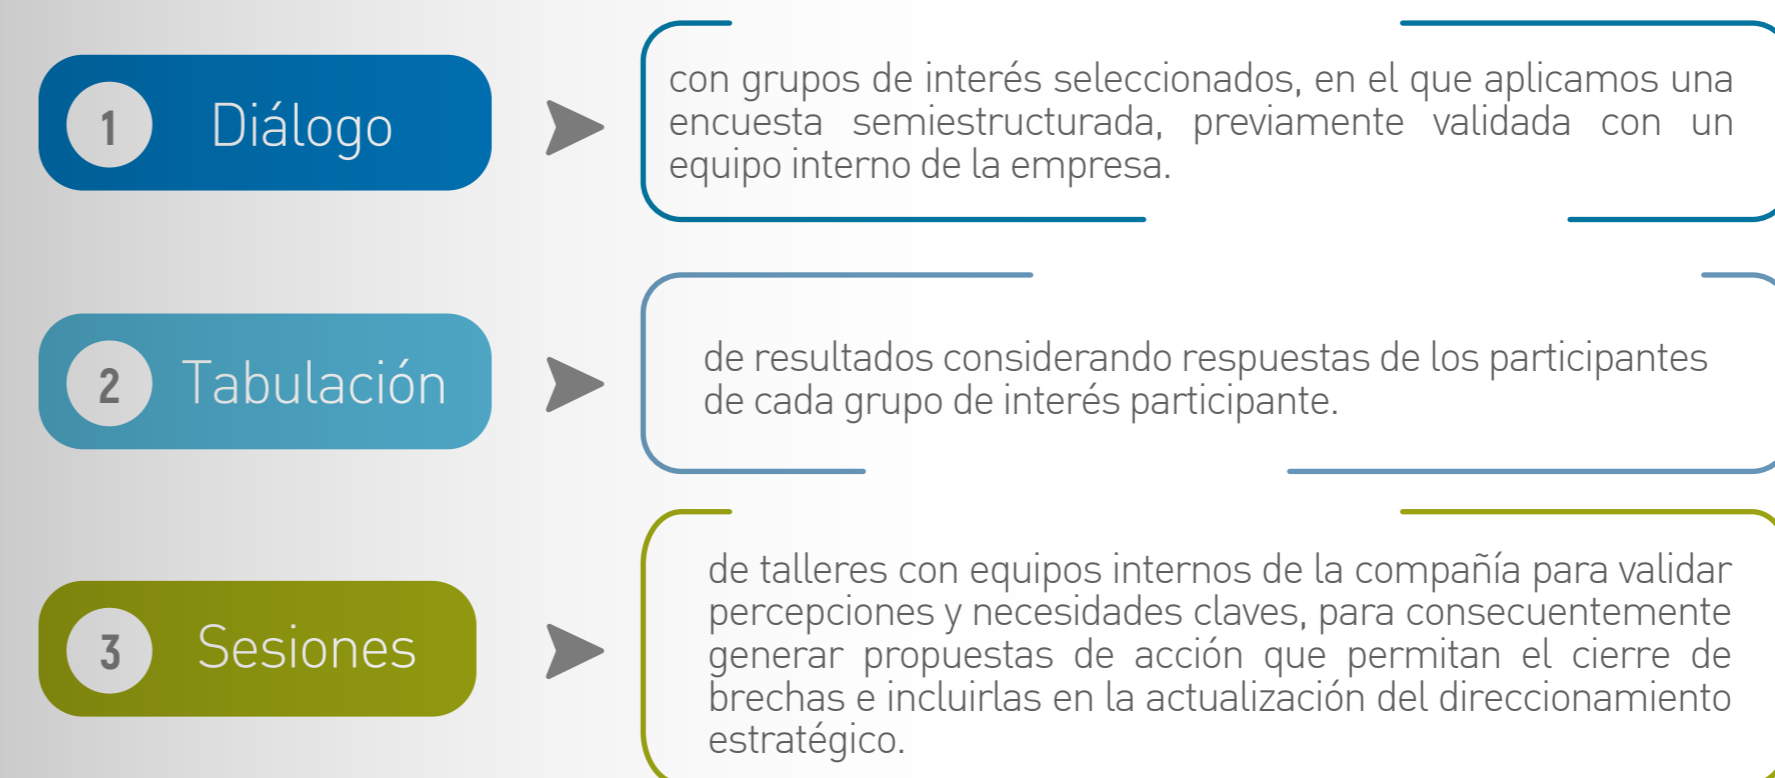 1 Diálogo
con grupos de interés seleccionados, en el que aplicamos una
encuesta semiestructurada, previamente validada con un
equipo interno de la empresa.
2 Tabulación
de resultados considerando respuestas de los participantes
de cada grupo de interés participante.
3 Sesiones
de talleres con equipos internos de la compañía para validar
percepciones y necesidades claves, para consecuentemente
generar propuestas de acción que permitan el cierre de
brechas e incluirlas en la actualización del direccionamiento
estratégico.